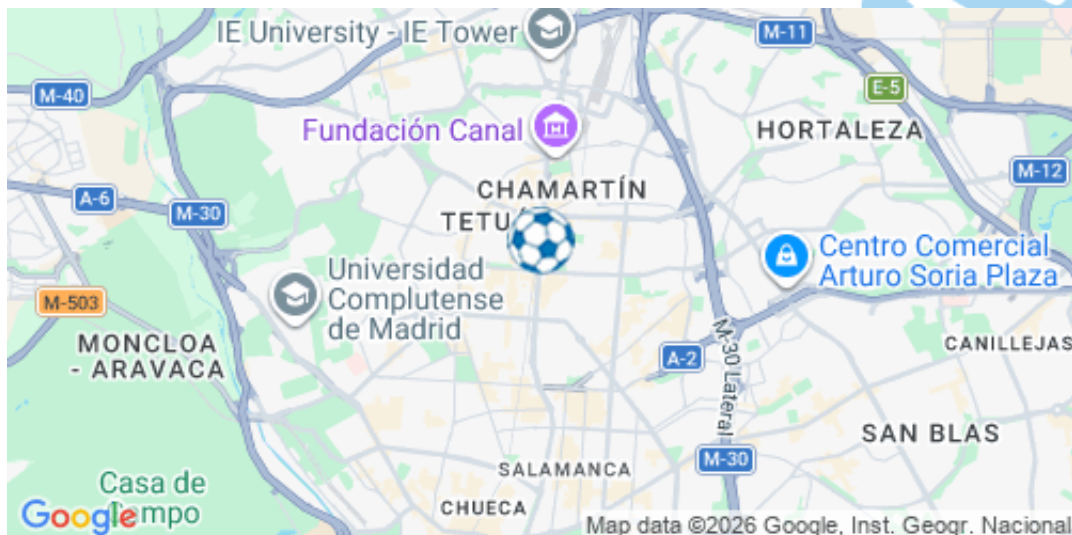 IE University - IE Tower
M-11
M-40
E-5
Fundación Canal
HORTALEZA
M-12
A-6
CHAMARTÍN
M-30
TETU
Centro Comercial
Arturo Soria Plaza
Universidad
Complutense
de Madrid
M-503
MONCLOA
- ARAVACA
M-30 Lateral
A-2
CANILLEJAS
SAN BLAS
M-30
SALAMANCA
Casa de
CHUECA
Google
Map data ©2026 Google, Inst. Geogr. Nacional